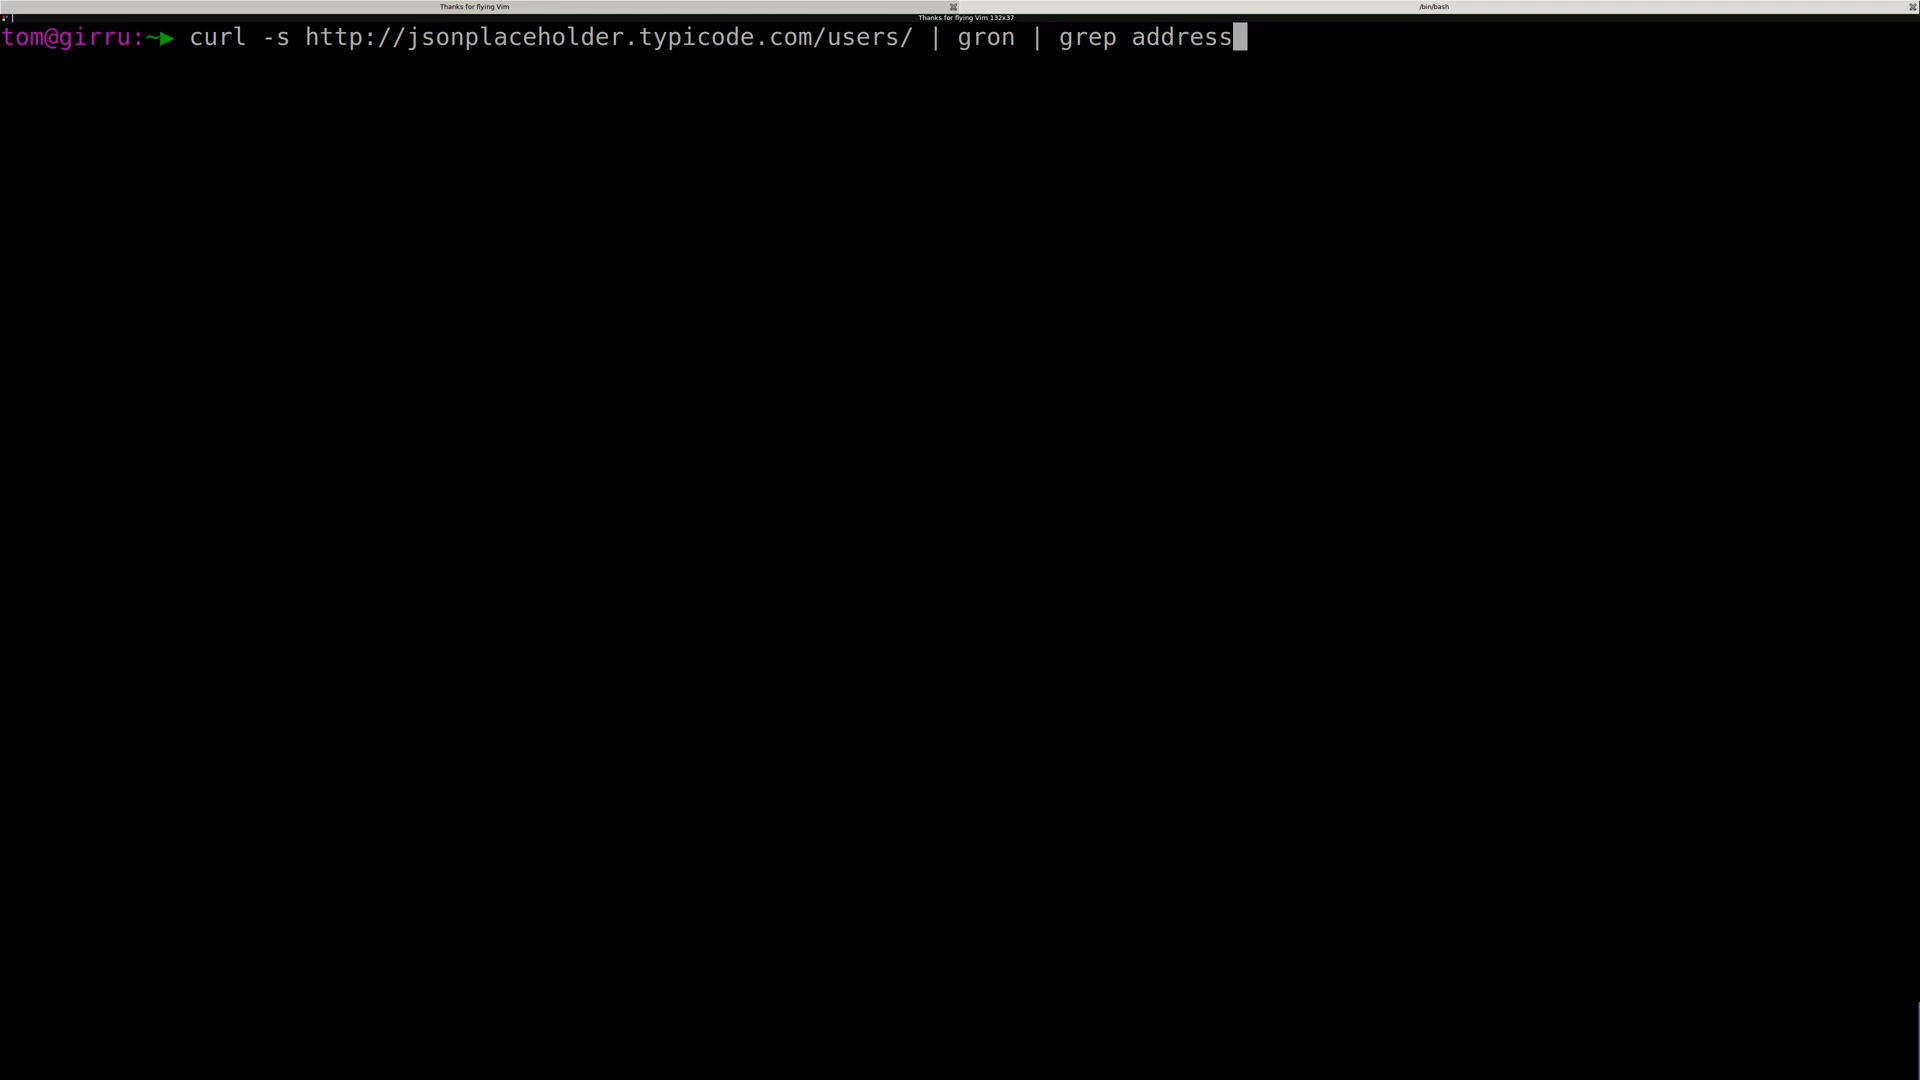 Thanks for flying Vim
/bin/bash
Thanks for flying Vim 132x37
tom@girru:~▶ curl -s http://jsonplaceholder.typicode.com/users/ | gron | grep address